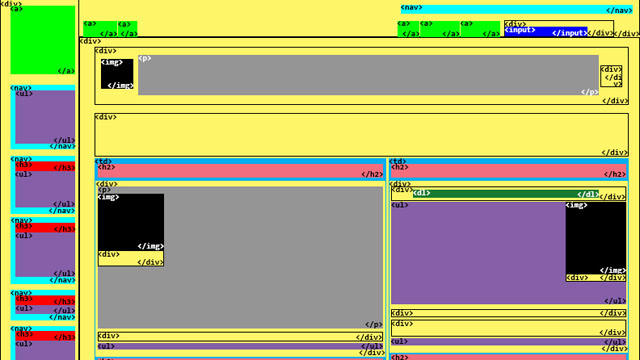 <div>
<a>
</a>
<nav>
</nav>
<a>
</a>
<a>
</a>
<a>
</a>
<a>
</a>
<a>
</a>
<div>
<input>
</input>
</div>
</div>
<div>
<div>
<img>
</img>
<p>
</p>
<div>
</di
v>
</div>
<div>
</div>
<nav>
<ul>
</ul>
</nav>
<nav>
<h3>
</h3>
<ul>
</ul>
</nav>
<nav>
<h3>
</h3>
<ul>
</ul>
</nav>
<nav>
<h3>
</h3>
<ul>
</ul>
</nav>
<nav>
<h3>
</h3>
<ul>
<td>
<h2>
</h2>
<div>
<p>
<img>
</img>
<div>
</div>
</p>
<div>
</div>
<ul>
</ul>
</div>
<td>
<h2>
</h2>
<div>
<div>
<dl>
</dl>
</div>
<ul>
<img>
</img>
<div>
</div>
</ul>
<div>
</div>
<div>
</div>
<ul>
</ul>
</div>
<h2>